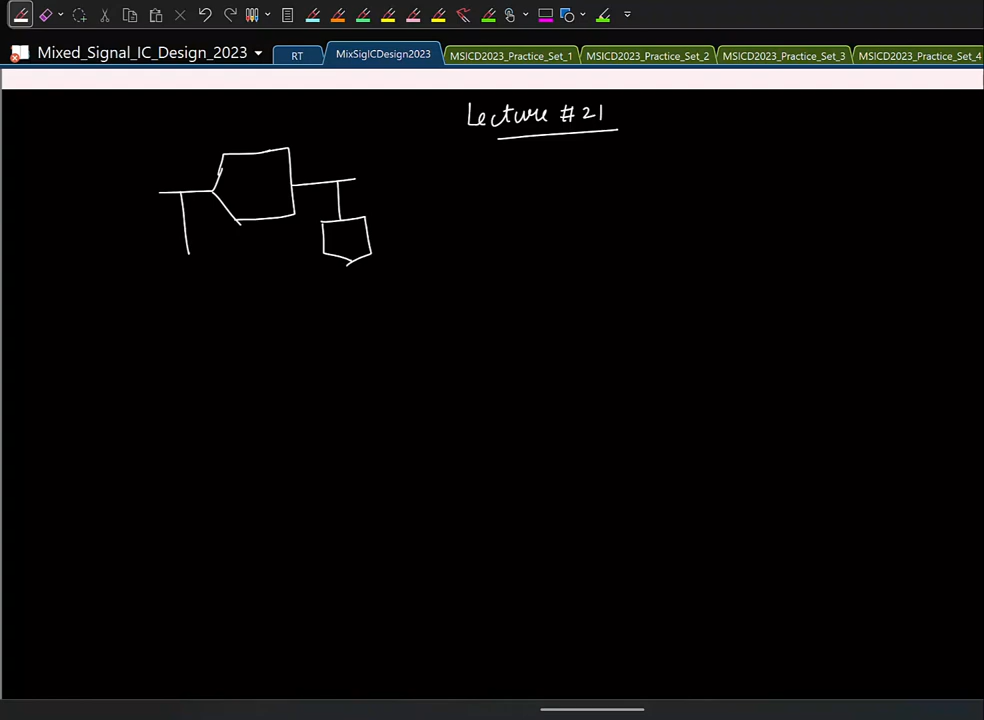 Mixed_Signal_IC_Design_2023
RT
MixSigICDesign2023
MSICD2023_Practice_Set_1
MSICD2023_Practice_Set_2
MSICD2023_Practice_Set_3
MSICD2023_Practice_Set_4
Lecture # 21